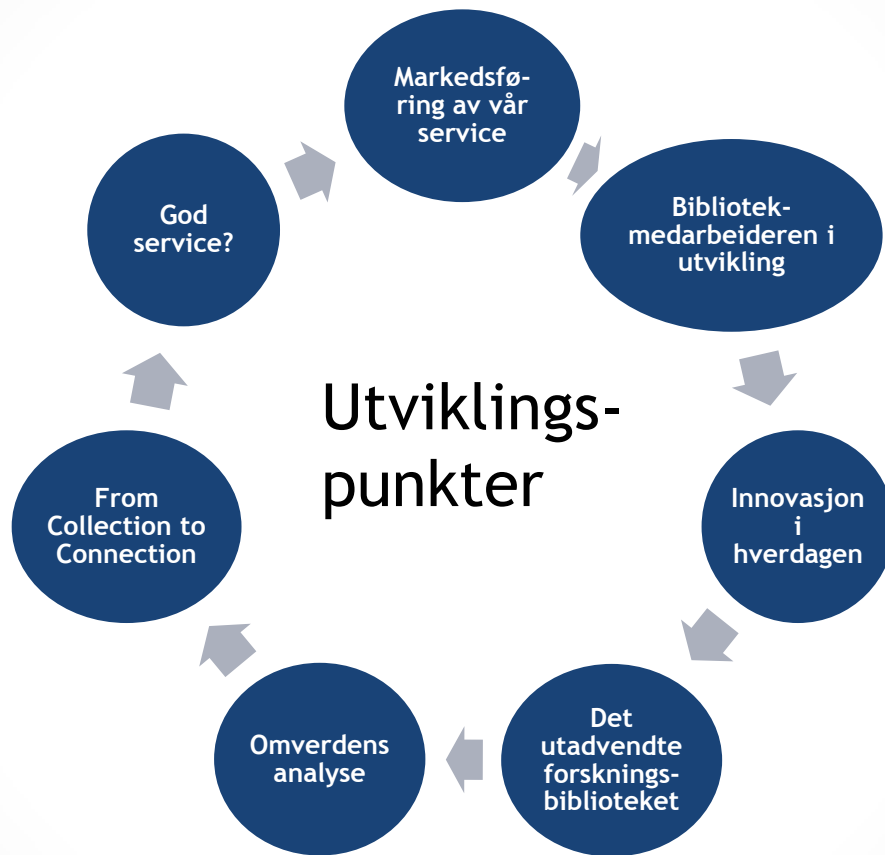 Markedsfø-
ring av vår
service
Bibliotek-
medarbeideren i
utvikling
Innovasjon
i
hverdagen
Det
utadvendte
forsknings-
biblioteket
Omverdens
analyse
From
Collection to
Connection
God
service?
Utviklings-
punkter